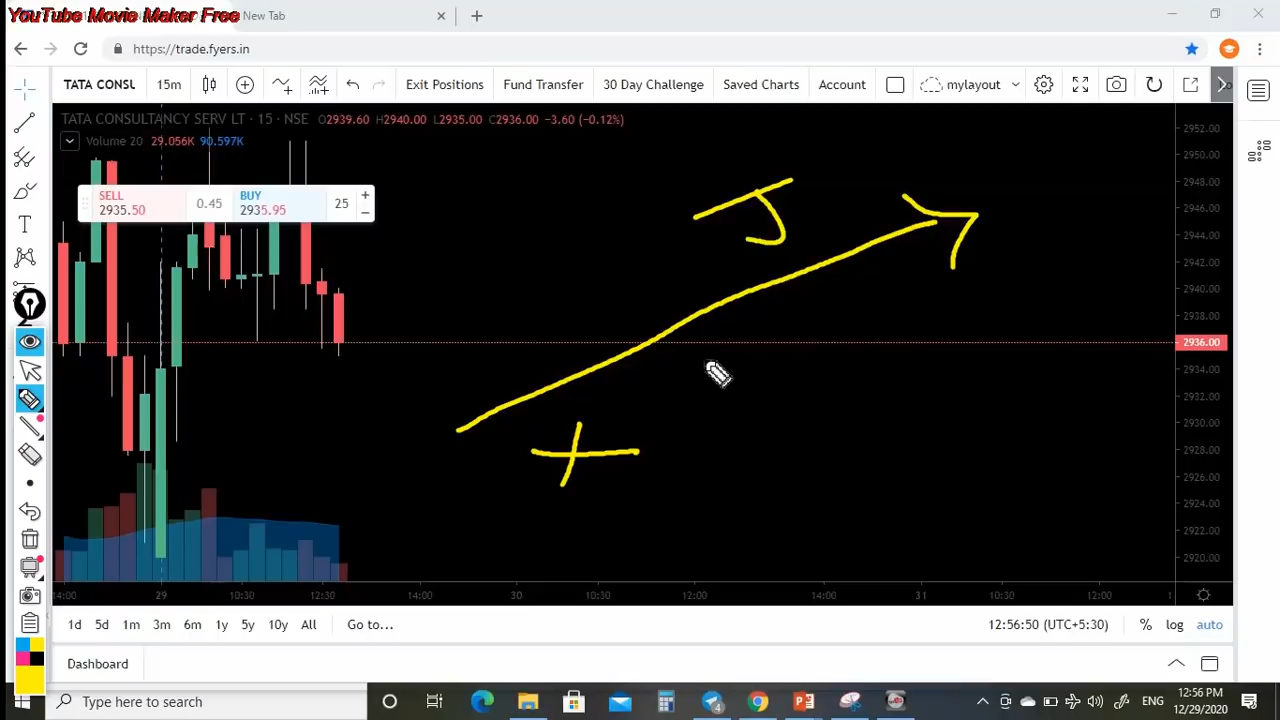 YouTube Movie Maker Free
New Tab
https://trade.fyers.in
TATA CONSU 15m Exit Positions Fund Transfer 30 Day Challenge Saved Charts Account mylayout
TATA CONSULTANCY SERV LT · 15 · NSE O2939.60 H2940.00 L2935.00 C2936.00 −3.60 (−0.12%)
Volume 20 29.056K 90.597K
SELL
2935.50
0.45
BUY
2935.95
25
2952.00
2950.00
2948.00
2946.00
2944.00
2942.00
2940.00
2938.00
2936.00
2934.00
2932.00
2930.00
2928.00
2926.00
2924.00
2922.00
2920.00
14:00 29 10:30 12:30 14:00 30 10:30 12:00 14:00 31 10:30 12:00
1d 5d 1m 3m 6m 1y 5y 10y All Go to... 12:56:50 (UTC+5:30) % log auto
Dashboard
Type here to search
ENG
12:56 PM
12/29/2020